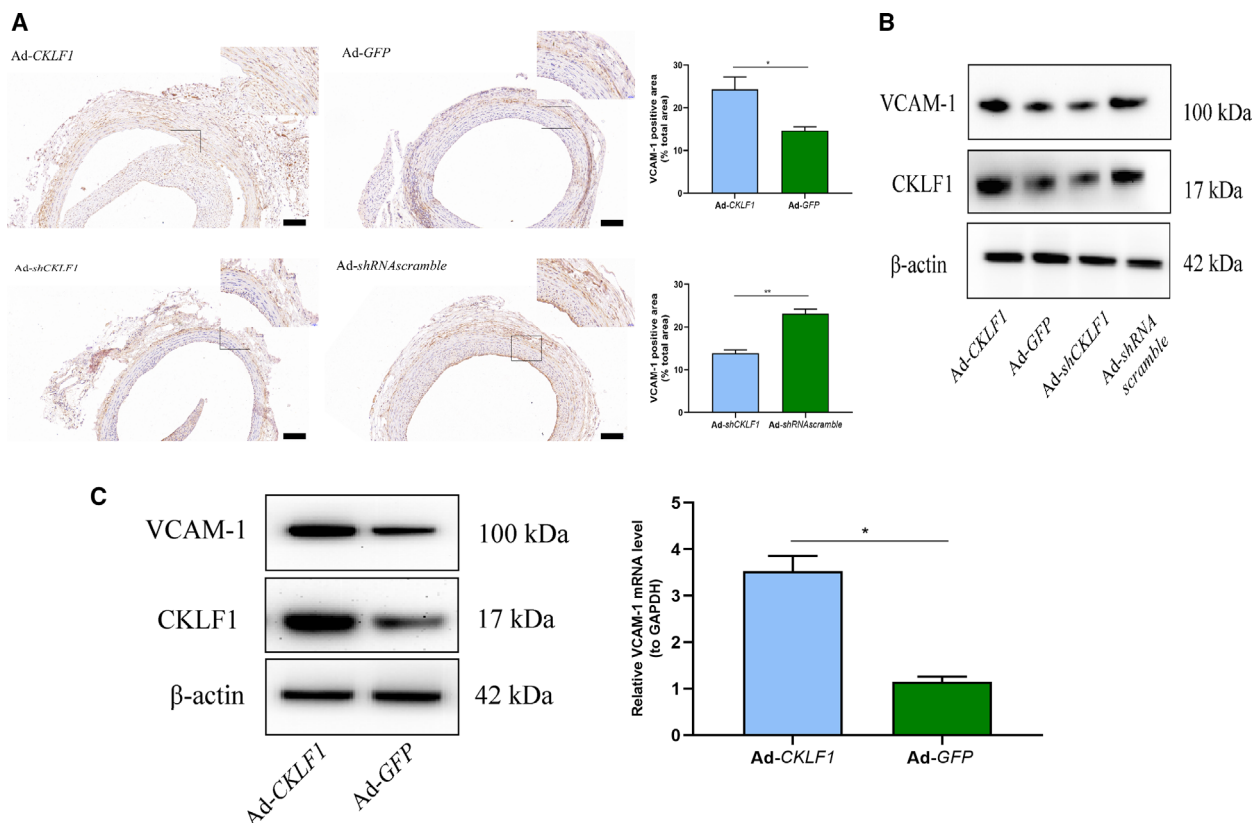 A
Ad-CKLF1
Ad-GFP
VCAM-1 positive area
(% total area)
30
20
10
0
*
Ad-CKLF1
Ad-GFP
Ad-shCKLF1
Ad-shRNAscramble
VCAM-1 positive area
(% total area)
30
20
10
0
**
Ad-shCKLF1
Ad-shRNAscramble
B
VCAM-1
100 kDa
CKLF1
17 kDa
β-actin
42 kDa
Ad-CKLF1
Ad-GFP
Ad-shCKLF1
Ad-shRNA
scramble
C
VCAM-1
100 kDa
CKLF1
17 kDa
β-actin
42 kDa
Ad-CKLF1
Ad-GFP
Relative VCAM-1 mRNA level
(to GAPDH)
5
4
3
2
1
0
*
Ad-CKLF1
Ad-GFP